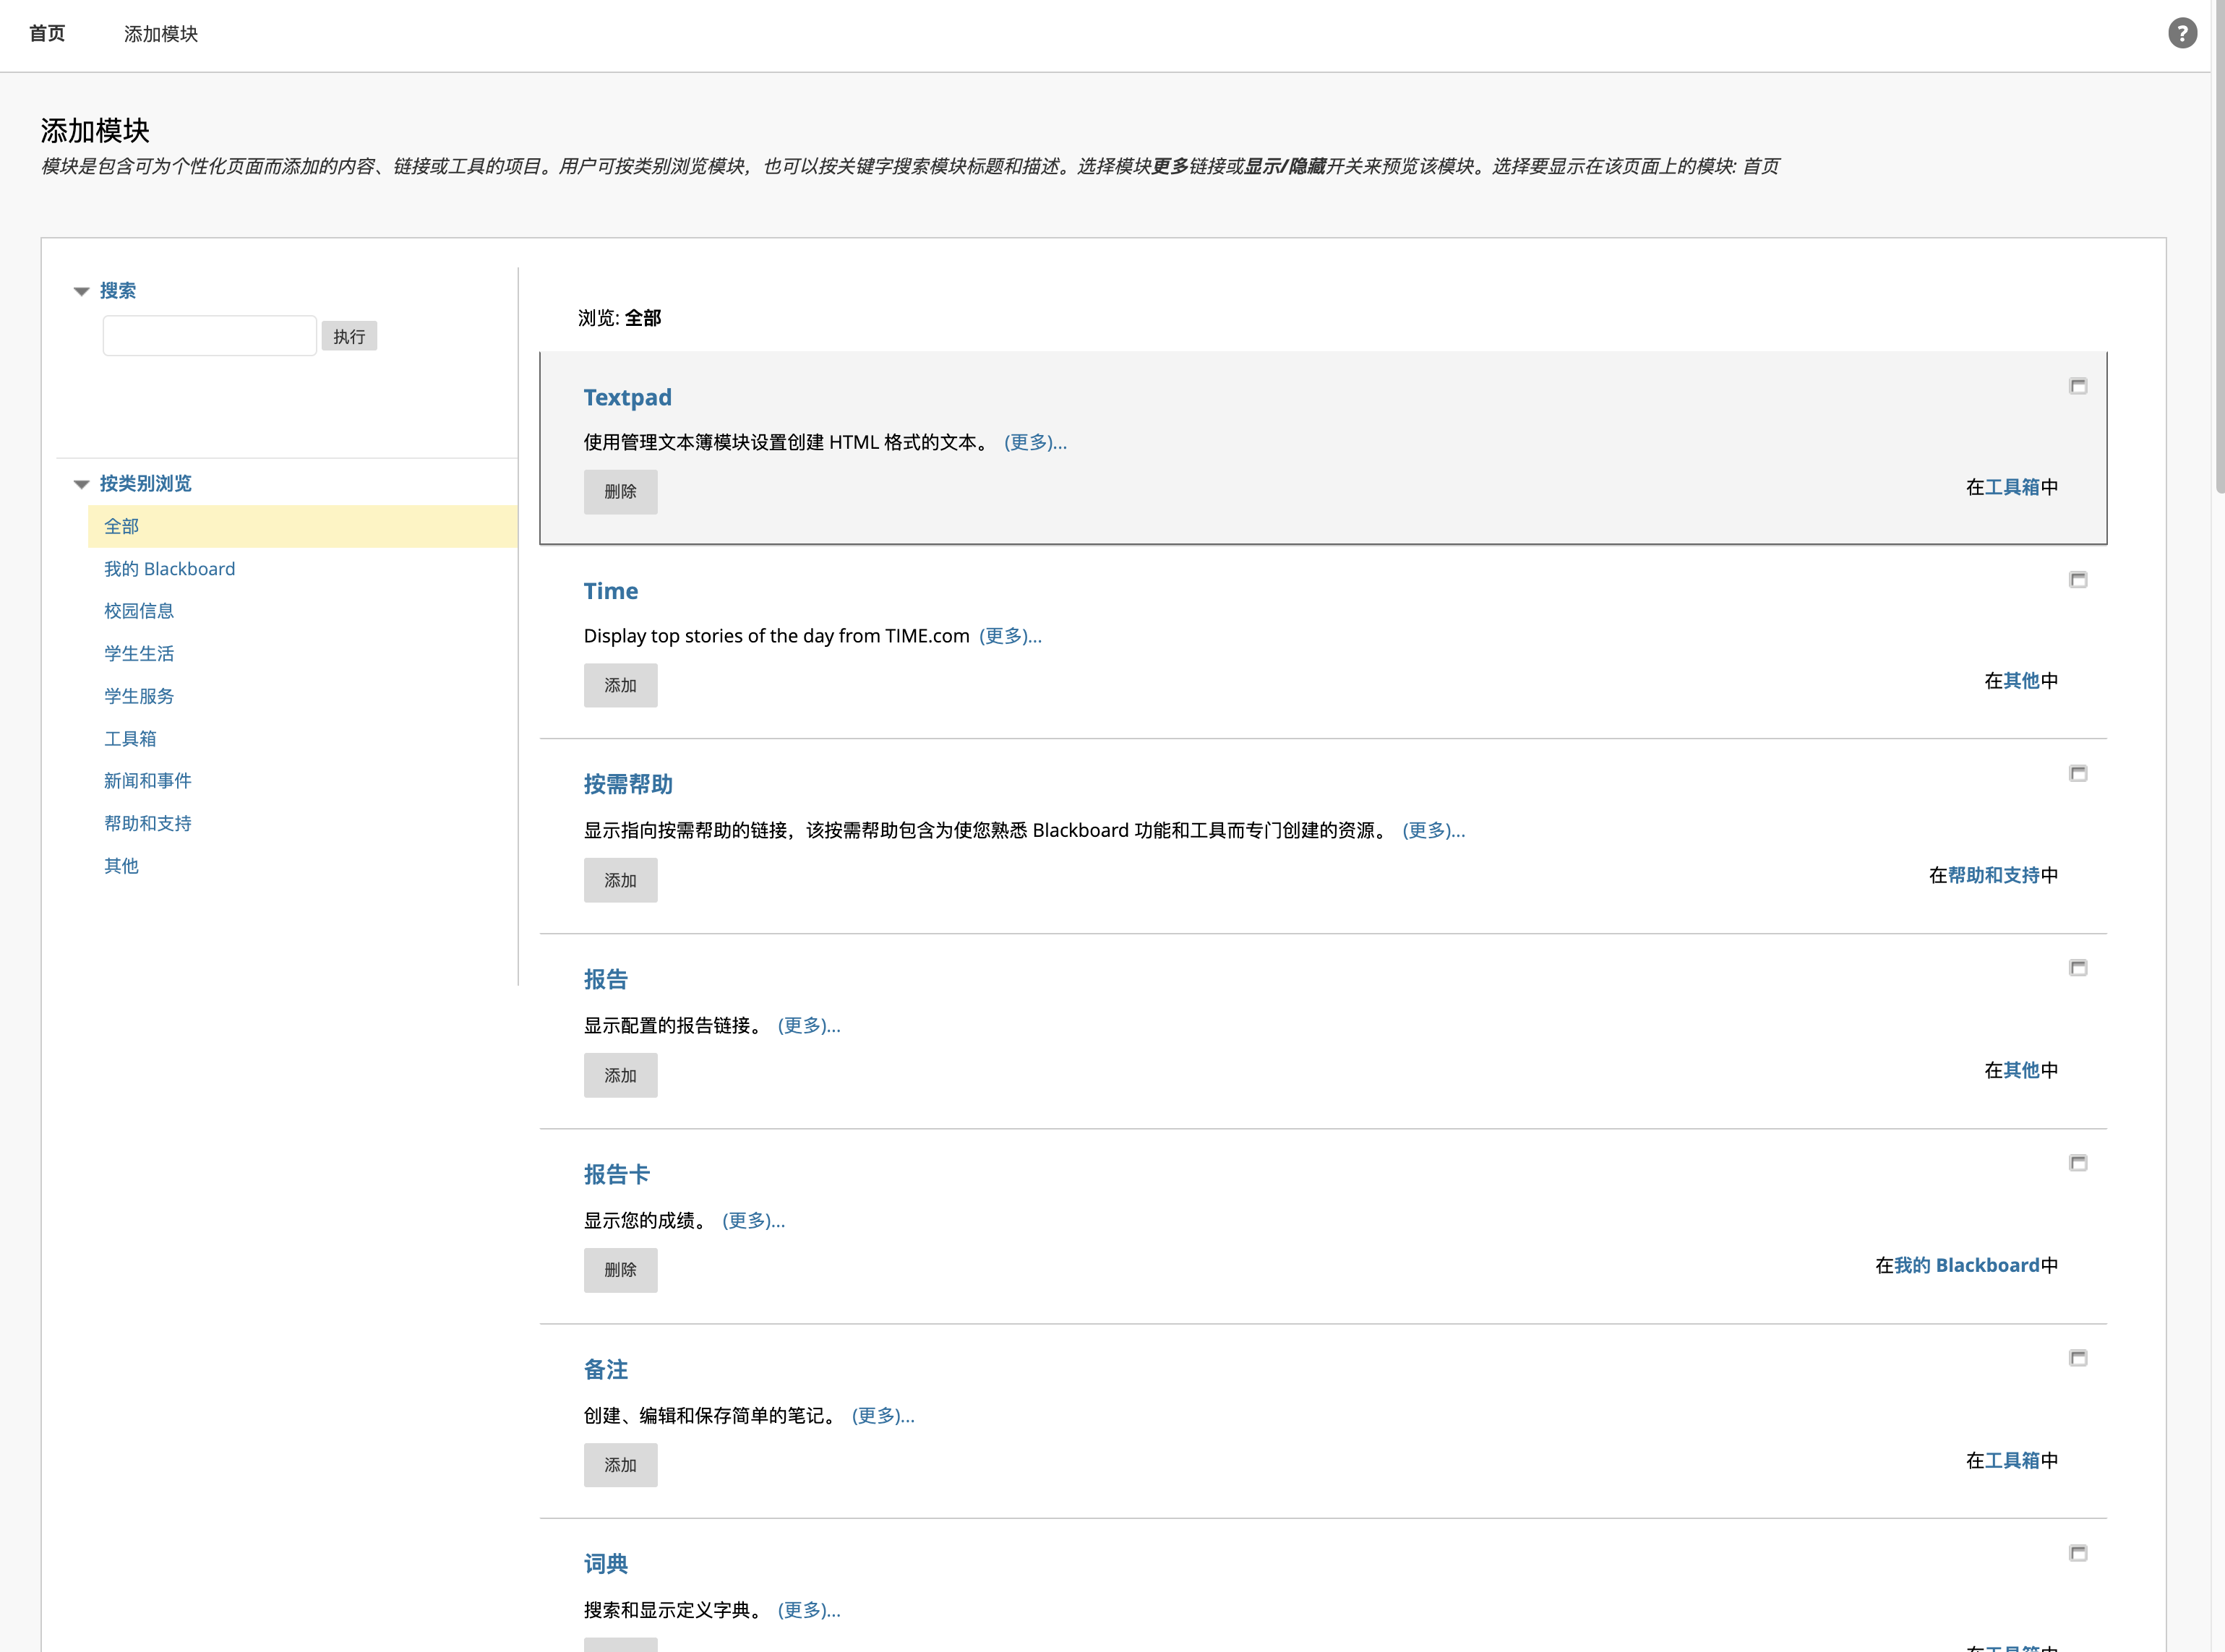 首页 添加模块
?
添加模块
模块是包含可为个性化页面而添加的内容、链接或工具的项目。用户可按类别浏览模块，也可以按关键字搜索模块标题和描述。选择模块更多链接或显示/隐藏开关来预览该模块。选择要显示在该页面上的模块: 首页
搜索
执行
按类别浏览
全部
我的 Blackboard
校园信息
学生生活
学生服务
工具箱
新闻和事件
帮助和支持
其他
浏览: 全部
Textpad
使用管理文本簿模块设置创建 HTML 格式的文本。 (更多)...
删除
在工具箱中
Time
Display top stories of the day from TIME.com (更多)...
添加
在其他中
按需帮助
显示指向按需帮助的链接，该按需帮助包含为使您熟悉 Blackboard 功能和工具而专门创建的资源。 (更多)...
添加
在帮助和支持中
报告
显示配置的报告链接。 (更多)...
添加
在其他中
报告卡
显示您的成绩。 (更多)...
删除
在我的 Blackboard中
备注
创建、编辑和保存简单的笔记。 (更多)...
添加
在工具箱中
词典
搜索和显示定义字典。 (更多)...